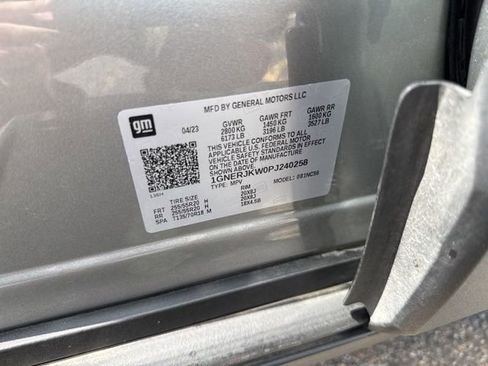 MFD BY GENERAL MOTORS LLC
gm
04/23 GVWR GAWR FRT GAWR RR
2800 KG 1450 KG 1600 KG
6173 LB 3196 LB 3527 LB
THIS VEHICLE CONFORMS TO ALL
APPLICABLE U.S. FEDERAL MOTOR
VEHICLE SAFETY STANDARDS IN EFFECT
ON THE DATE OF MANUFACTURE
SHOWN ABOVE.
1GNERJKW0PJ240258
TYPE: MPV
TIRE SIZE RIM
FRT 255/55R20 H 20X8J
RR 255/55R20 H 20X8J
SPA T135/70R18 M 18X4.5B